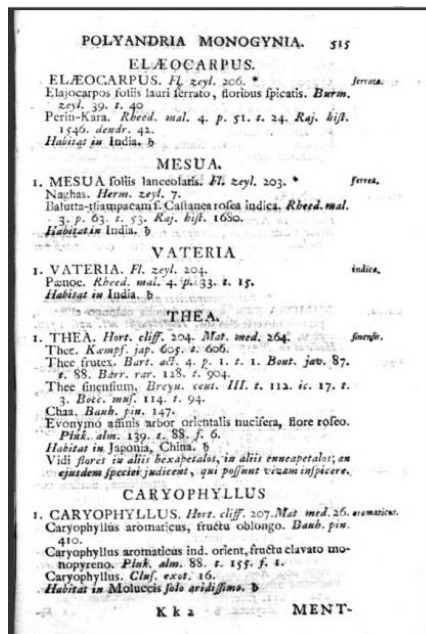 POLYANDRIA MONOGYNIA. 515
ELÆOCARPUS.
ELÆOCARPUS. Fl. zeyl. 206. * serrata.
Elajocarpos foliis lauri serrato, floribus spicatis. Burm.
zeyl. 39. t. 40
Perin-Kara. Rheed. mal. 4. p. 51. t. 24. Raj. hist.
1546. dendr. 42.
Habitat in India. ♄
MESUA.
1. MESUA foliis lanceolatis. Fl. zeyl. 203. * ferrea.
Naghas. Herm. zeyl. 7.
Balutta-tsiampacam f. Castanea rosea indica. Rheed. mal.
3. p. 63. t. 53. Raj. hist. 1680.
Habitat in India. ♄
VATERIA
1. VATERIA. Fl. zeyl. 204. indica.
Pænoe. Rheed. mal. 4. p. 33. t. 15.
Habitat in India. ♄
THEA.
1. THEA. Hort. cliff. 204. Mat. med. 264. sinensis.
Thee. Kæmpf. jap. 605. t. 606.
Thee frutex. Bart. act. 4. p. 1. t. 1. Bont. jav. 87.
t. 88. Barr. rar. 128. t. 904.
Thee sinensium. Breyn. cent. III. t. 112. ic. 17. t.
3. Bocc. mus. 114. t. 94.
Chaa. Bauh. pin. 147.
Evonymo affinis arbor orientalis nucifera, flore roseo.
Pluk. alm. 139. t. 88. f. 6.
Habitat in Japonia, China. ♄
Vidi flores in aliis hexapetalos, in aliis enneapetalos; an
ejusdem speciei judicent, qui possunt vivam inspicere.
CARYOPHYLLUS
1. CARYOPHYLLUS. Hort. cliff. 207. Mat med. 26. aromaticus.
Caryophyllus aromaticus, fructu oblongo. Bauh. pin.
410.
Caryophyllus aromaticus ind. orient, fructu clavato mo-
nopyreno. Pluk. alm. 88. t. 155. f. 1.
Caryophyllus. Clus. exot. 16.
Habitat in Moluccis solo aridissimo. ♄
Kk2 MENT-